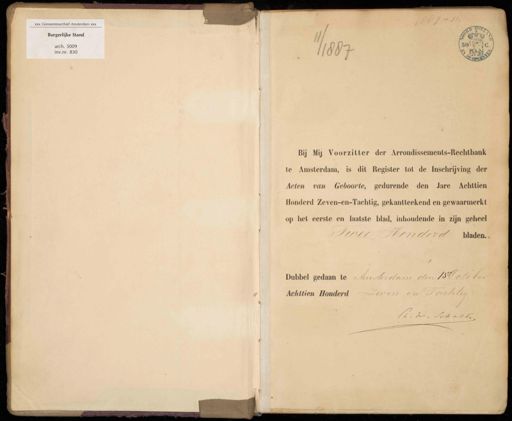 Gemeentearchief Amsterdam
Burgerlijke Stand
arch. 5009
inv.nr. 830
11/1887
Bij Mij Voorzitter der Arrondissements-Rechtbank
te Amsterdam, is dit Register tot de Inschrijving der
Acten van Geboorte, gedurende den Jare Achttien
Honderd Zeven-en-Tachtig, gekantteekend en gewaarmerkt
op het eerste en laatste blad, inhoudende in zijn geheel
Twee Honderd bladen.
Dubbel gedaan te Amsterdam den 15 October
Achttien Honderd Zeven en Tachtig